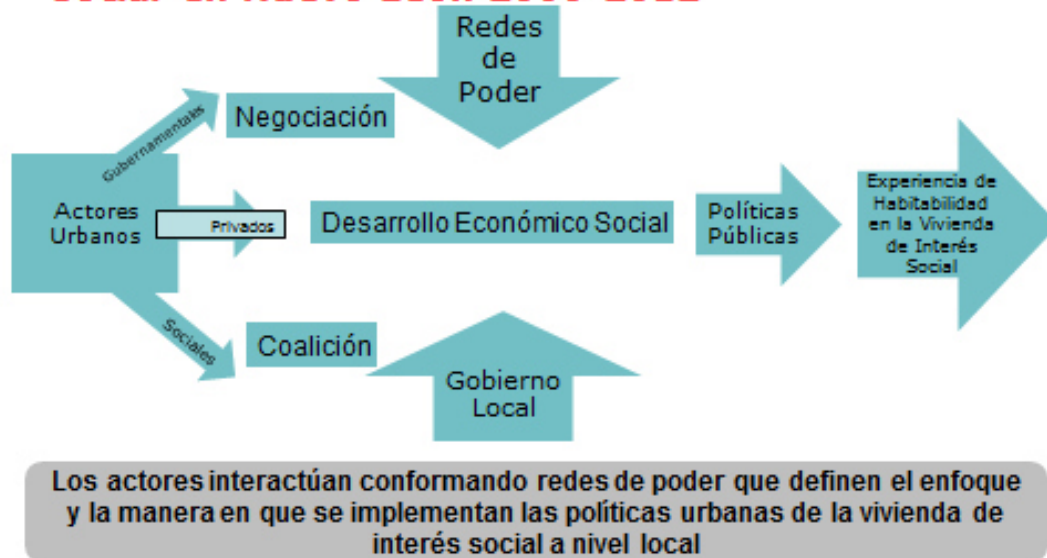 Redes
de
Poder
Gubernamentales
Negociación
Actores
Urbanos
Privados
Desarrollo Económico Social
Políticas
Públicas
Experiencia de
Habitabilidad
en la Vivienda
de Interés
Social
Sociales
Coalición
Gobierno
Local
Los actores interactúan conformando redes de poder que definen el enfoque
y la manera en que se implementan las políticas urbanas de la vivienda de
interés social a nivel local